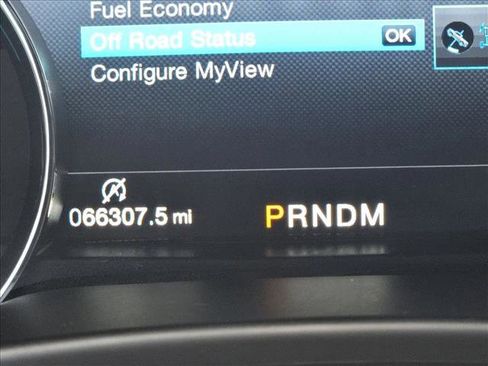 Fuel Economy
Off Road Status OK
Configure MyView
066307.5 mi PRNDM